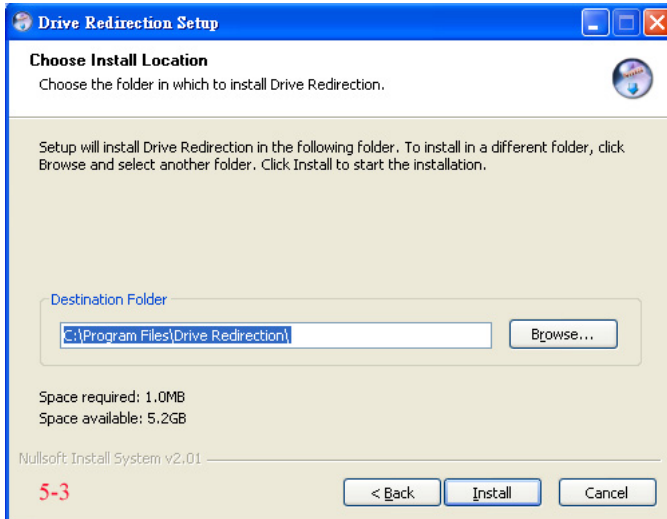 Drive Redirection Setup
Choose Install Location
Choose the folder in which to install Drive Redirection.
Setup will install Drive Redirection in the following folder. To install in a different folder, click
Browse and select another folder. Click Install to start the installation.
Destination Folder
C:\Program Files\Drive Redirection\
Browse...
Space required: 1.0MB
Space available: 5.2GB
Nullsoft Install System v2.01
5-3
< Back
Install
Cancel